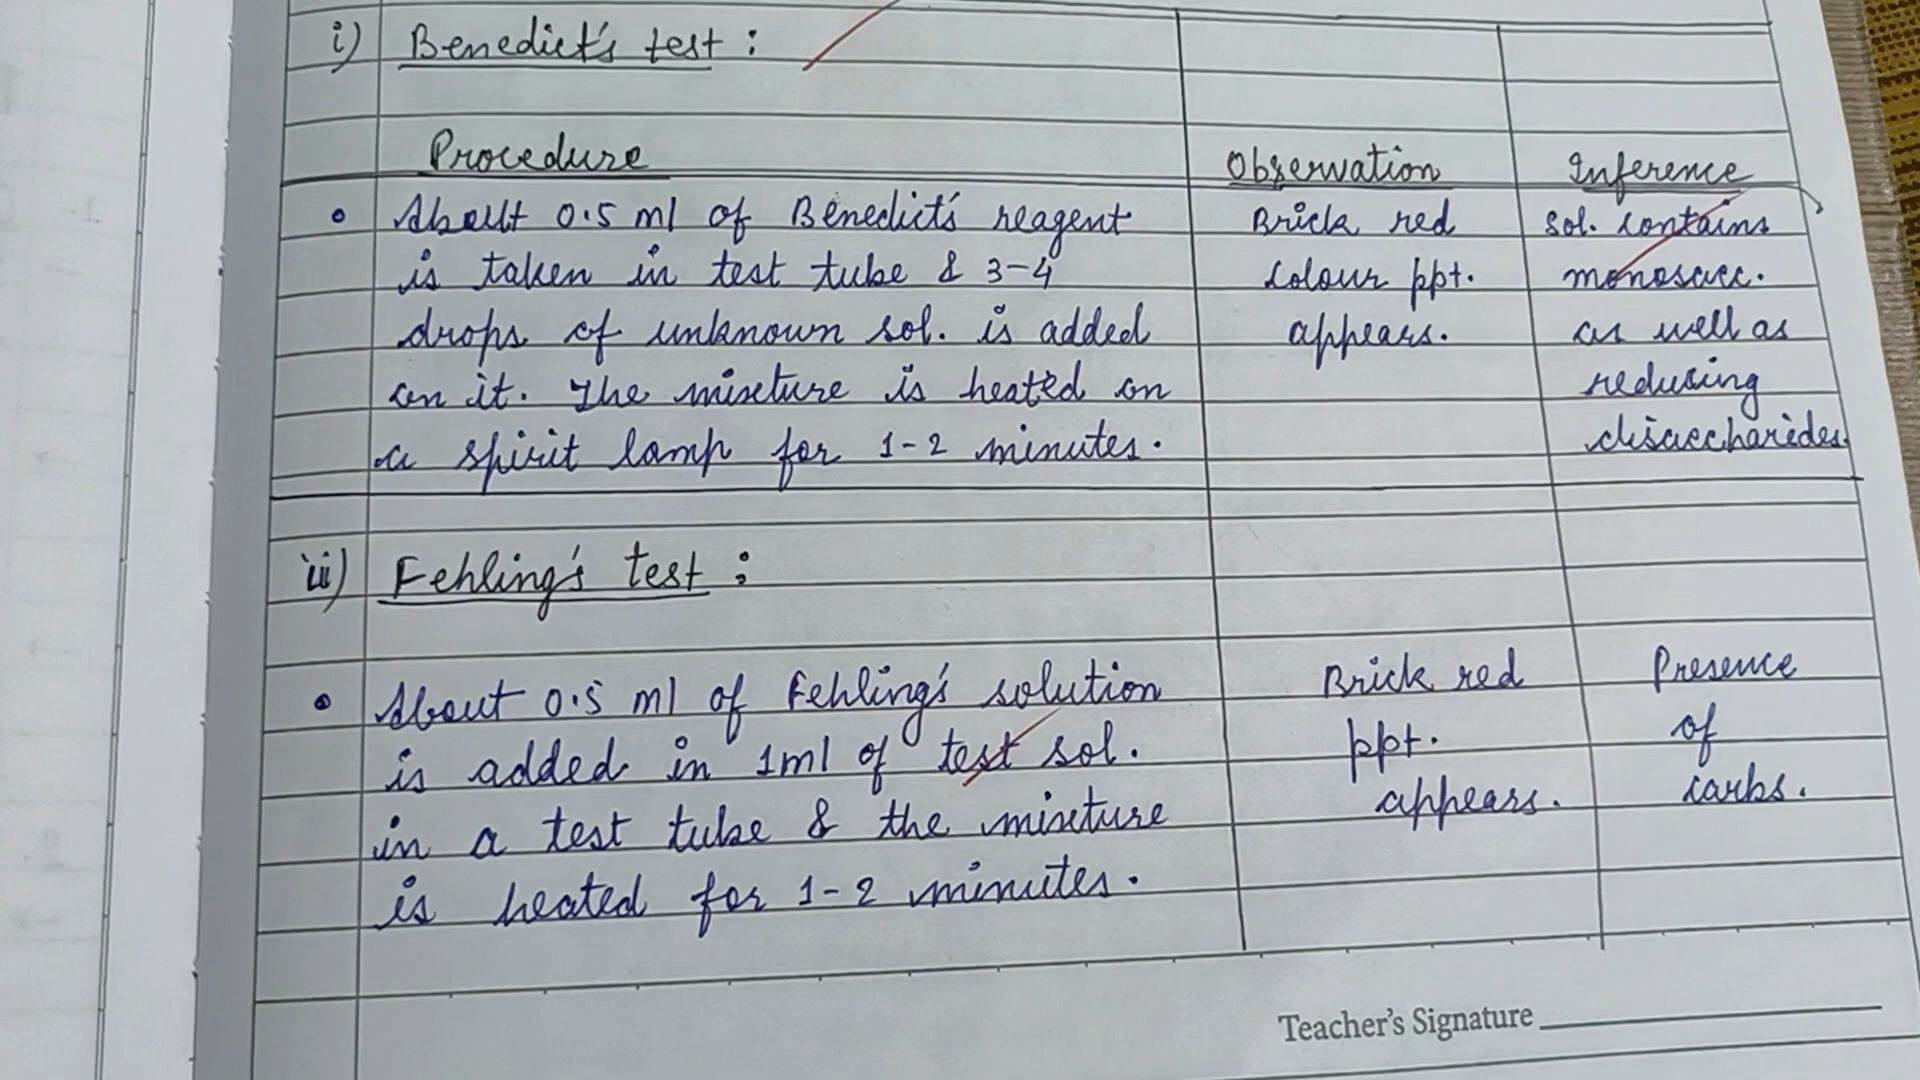 i) Benedict's test :
Procedure
Observation
Inference
• About 0.5 ml of Benedict's reagent
is taken in test tube & 3-4
drops of unknown sol. is added
on it. The mixture is heated on
a spirit lamp for 1-2 minutes.
Brick red
colour ppt.
appears.
Sol. contains
monosacc.
as well as
reducing
disaccharides
ii) Fehling's test :
• About 0.5 ml of Fehling's solution
is added in 1ml of test sol.
in a test tube & the mixture
is heated for 1-2 minutes.
Brick red
ppt.
appears.
Presence
of
carbs.
Teacher's Signature